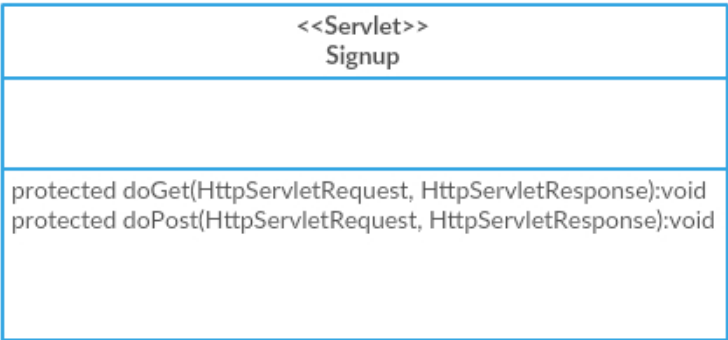 <<Servlet>>
Signup
protected doGet(HttpServletRequest, HttpServletResponse):void
protected doPost(HttpServletRequest, HttpServletResponse):void